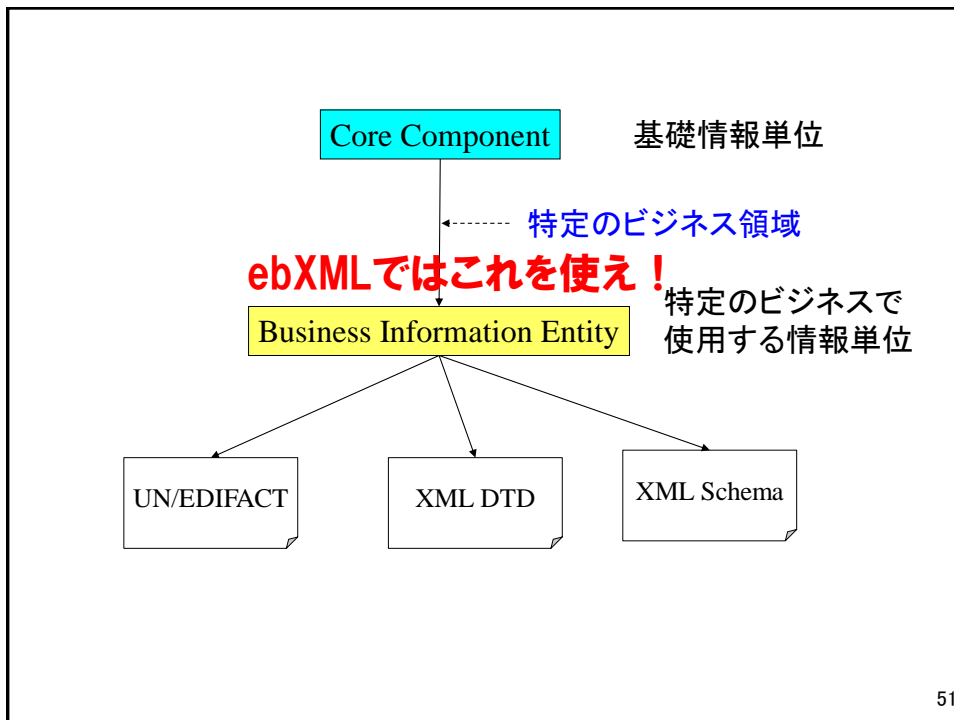 Core Component
基礎情報単位
特定のビジネス領域
ebXMLではこれを使え！
特定のビジネスで
使用する情報単位
Business Information Entity
UN/EDIFACT
XML DTD
XML Schema
51